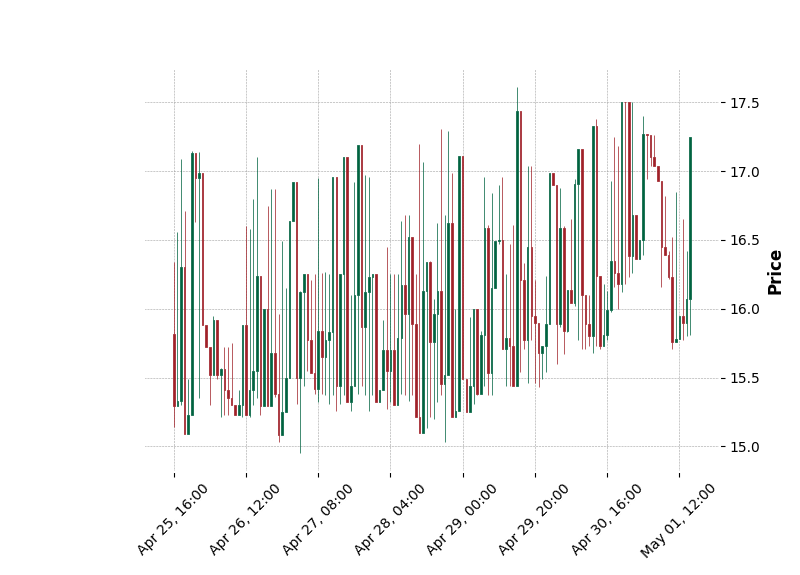 17.5
17.0
16.5
16.0
15.5
15.0
Price
Apr 25, 16:00
Apr 26, 12:00
Apr 27, 08:00
Apr 28, 04:00
Apr 29, 00:00
Apr 29, 20:00
Apr 30, 16:00
May 01, 12:00